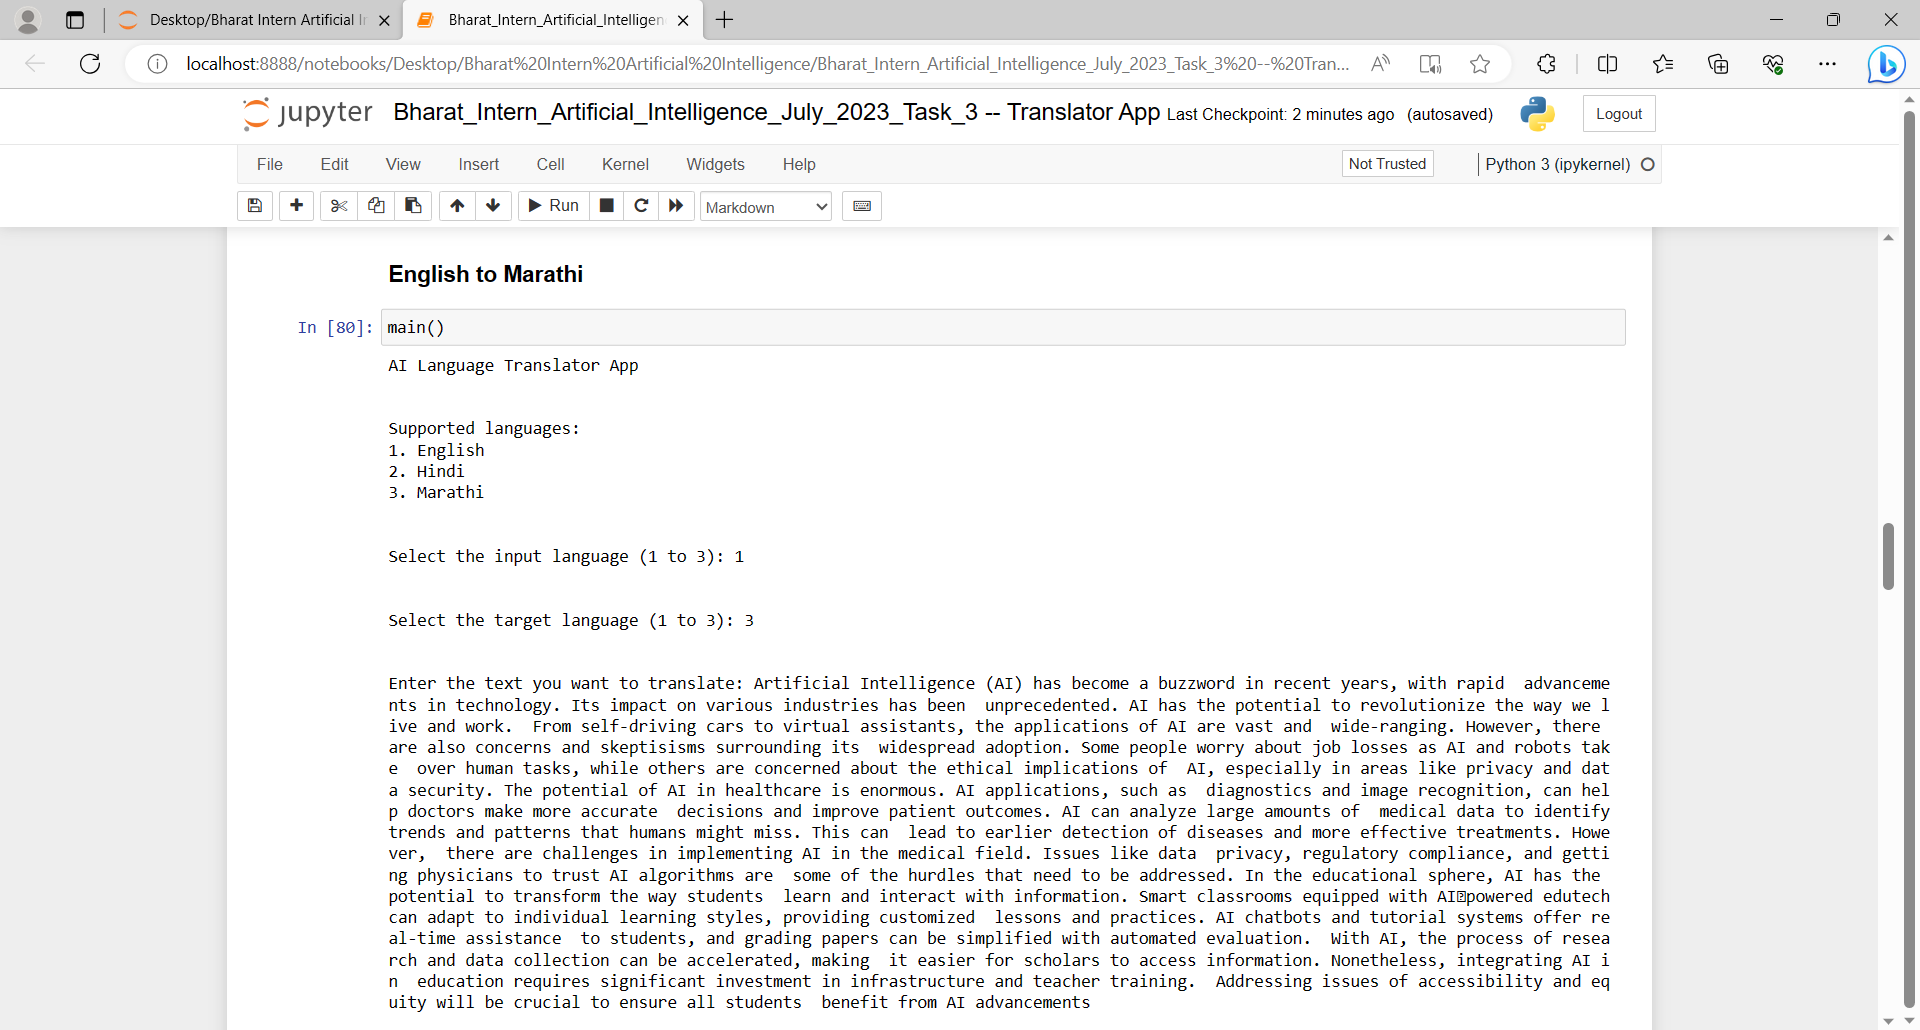 Desktop/Bharat Intern Artificial I
Bharat_Intern_Artificial_Intelligen
localhost:8888/notebooks/Desktop/Bharat%20Intern%20Artificial%20Intelligence/Bharat_Intern_Artificial_Intelligence_July_2023_Task_3%20--%20Tran...
jupyter Bharat_Intern_Artificial_Intelligence_July_2023_Task_3 -- Translator App Last Checkpoint: 2 minutes ago (autosaved)
Logout
File Edit View Insert Cell Kernel Widgets Help
Not Trusted
Python 3 (ipykernel)
Run
Markdown
English to Marathi
In [80]: main()
AI Language Translator App
Supported languages:
1. English
2. Hindi
3. Marathi
Select the input language (1 to 3): 1
Select the target language (1 to 3): 3
Enter the text you want to translate: Artificial Intelligence (AI) has become a buzzword in recent years, with rapid  advanceme
nts in technology. Its impact on various industries has been  unprecedented. AI has the potential to revolutionize the way we l
ive and work.  From self-driving cars to virtual assistants, the applications of AI are vast and  wide-ranging. However, there
are also concerns and skeptisisms surrounding its  widespread adoption. Some people worry about job losses as AI and robots tak
e  over human tasks, while others are concerned about the ethical implications of  AI, especially in areas like privacy and dat
a security. The potential of AI in healthcare is enormous. AI applications, such as  diagnostics and image recognition, can hel
p doctors make more accurate  decisions and improve patient outcomes. AI can analyze large amounts of  medical data to identify
trends and patterns that humans might miss. This can  lead to earlier detection of diseases and more effective treatments. Howe
ver,  there are challenges in implementing AI in the medical field. Issues like data  privacy, regulatory compliance, and getti
ng physicians to trust AI algorithms are  some of the hurdles that need to be addressed. In the educational sphere, AI has the
potential to transform the way students  learn and interact with information. Smart classrooms equipped with AI�powered edutech
can adapt to individual learning styles, providing customized  lessons and practices. AI chatbots and tutorial systems offer re
al-time assistance  to students, and grading papers can be simplified with automated evaluation.  With AI, the process of resea
rch and data collection can be accelerated, making  it easier for scholars to access information. Nonetheless, integrating AI i
n  education requires significant investment in infrastructure and teacher training.  Addressing issues of accessibility and eq
uity will be crucial to ensure all students  benefit from AI advancements